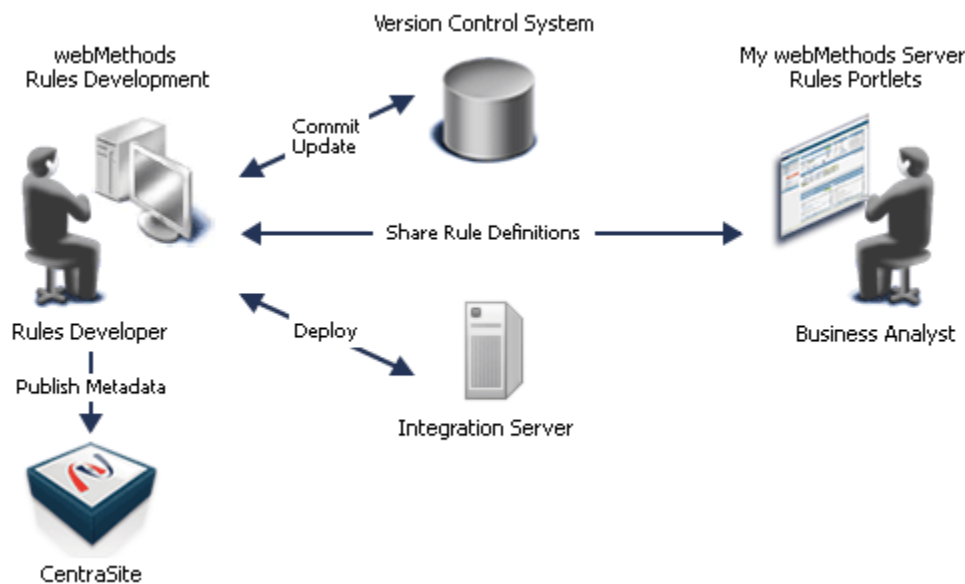 Version Control System
webMethods
Rules Development
My webMethods Server
Rules Portlets
Commit
Update
Share Rule Definitions
Deploy
Rules Developer
Business Analyst
Publish Metadata
Integration Server
CentraSite